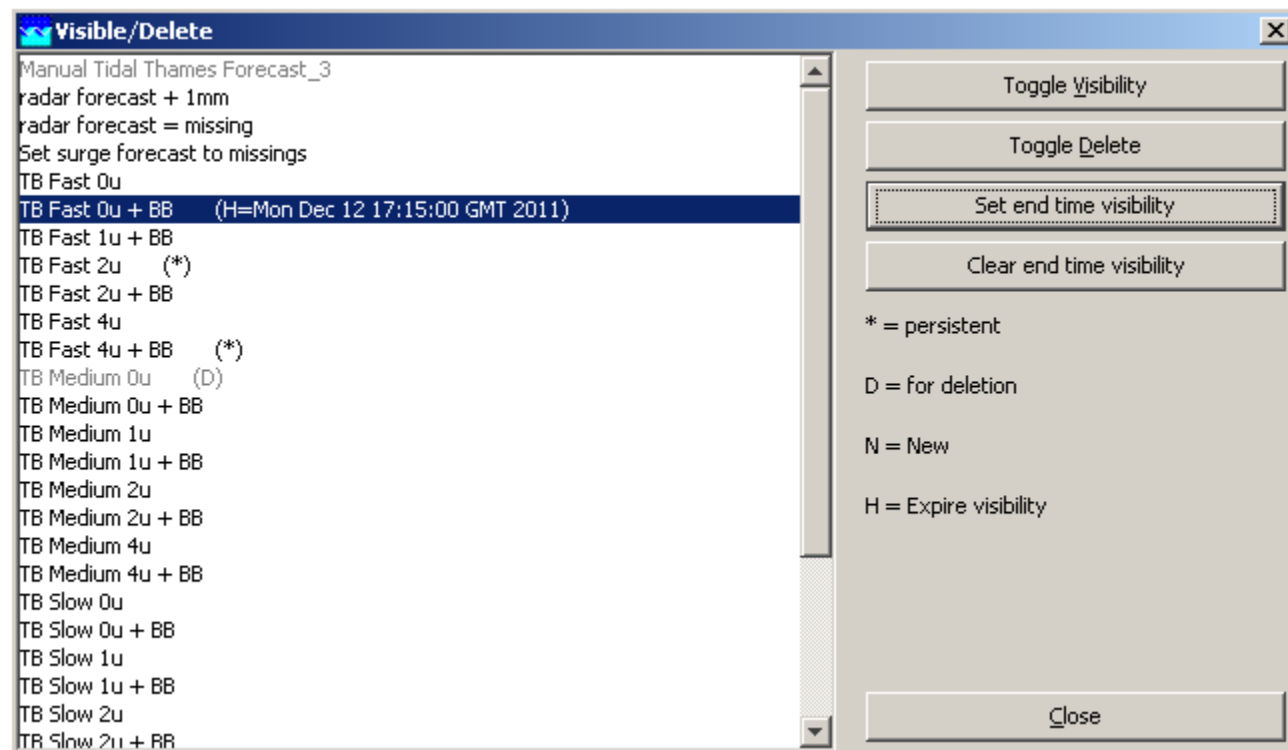 Visible/Delete
Manual Tidal Thames Forecast_3
radar forecast + 1mm
radar forecast = missing
Set surge forecast to missings
TB Fast 0u
TB Fast 0u + BB (H=Mon Dec 12 17:15:00 GMT 2011)
TB Fast 1u + BB
TB Fast 2u (*)
TB Fast 2u + BB
TB Fast 4u
TB Fast 4u + BB (*)
TB Medium 0u (D)
TB Medium 0u + BB
TB Medium 1u
TB Medium 1u + BB
TB Medium 2u
TB Medium 2u + BB
TB Medium 4u
TB Medium 4u + BB
TB Slow 0u
TB Slow 0u + BB
TB Slow 1u
TB Slow 1u + BB
TB Slow 2u
TB Slow 2u + BB
Toggle Visibility
Toggle Delete
Set end time visibility
Clear end time visibility
* = persistent
D = for deletion
N = New
H = Expire visibility
Close